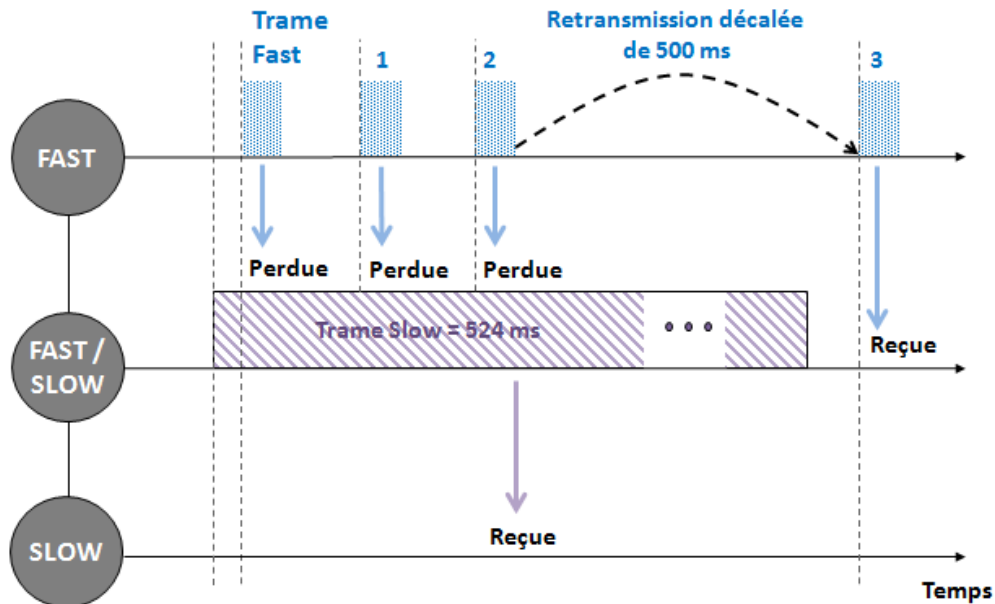 Trame
Fast
1
2
Retransmission décalée
de 500 ms
3
FAST
Perdue
Perdue
Perdue
Trame Slow = 524 ms
Reçue
FAST /
SLOW
Reçue
SLOW
Temps